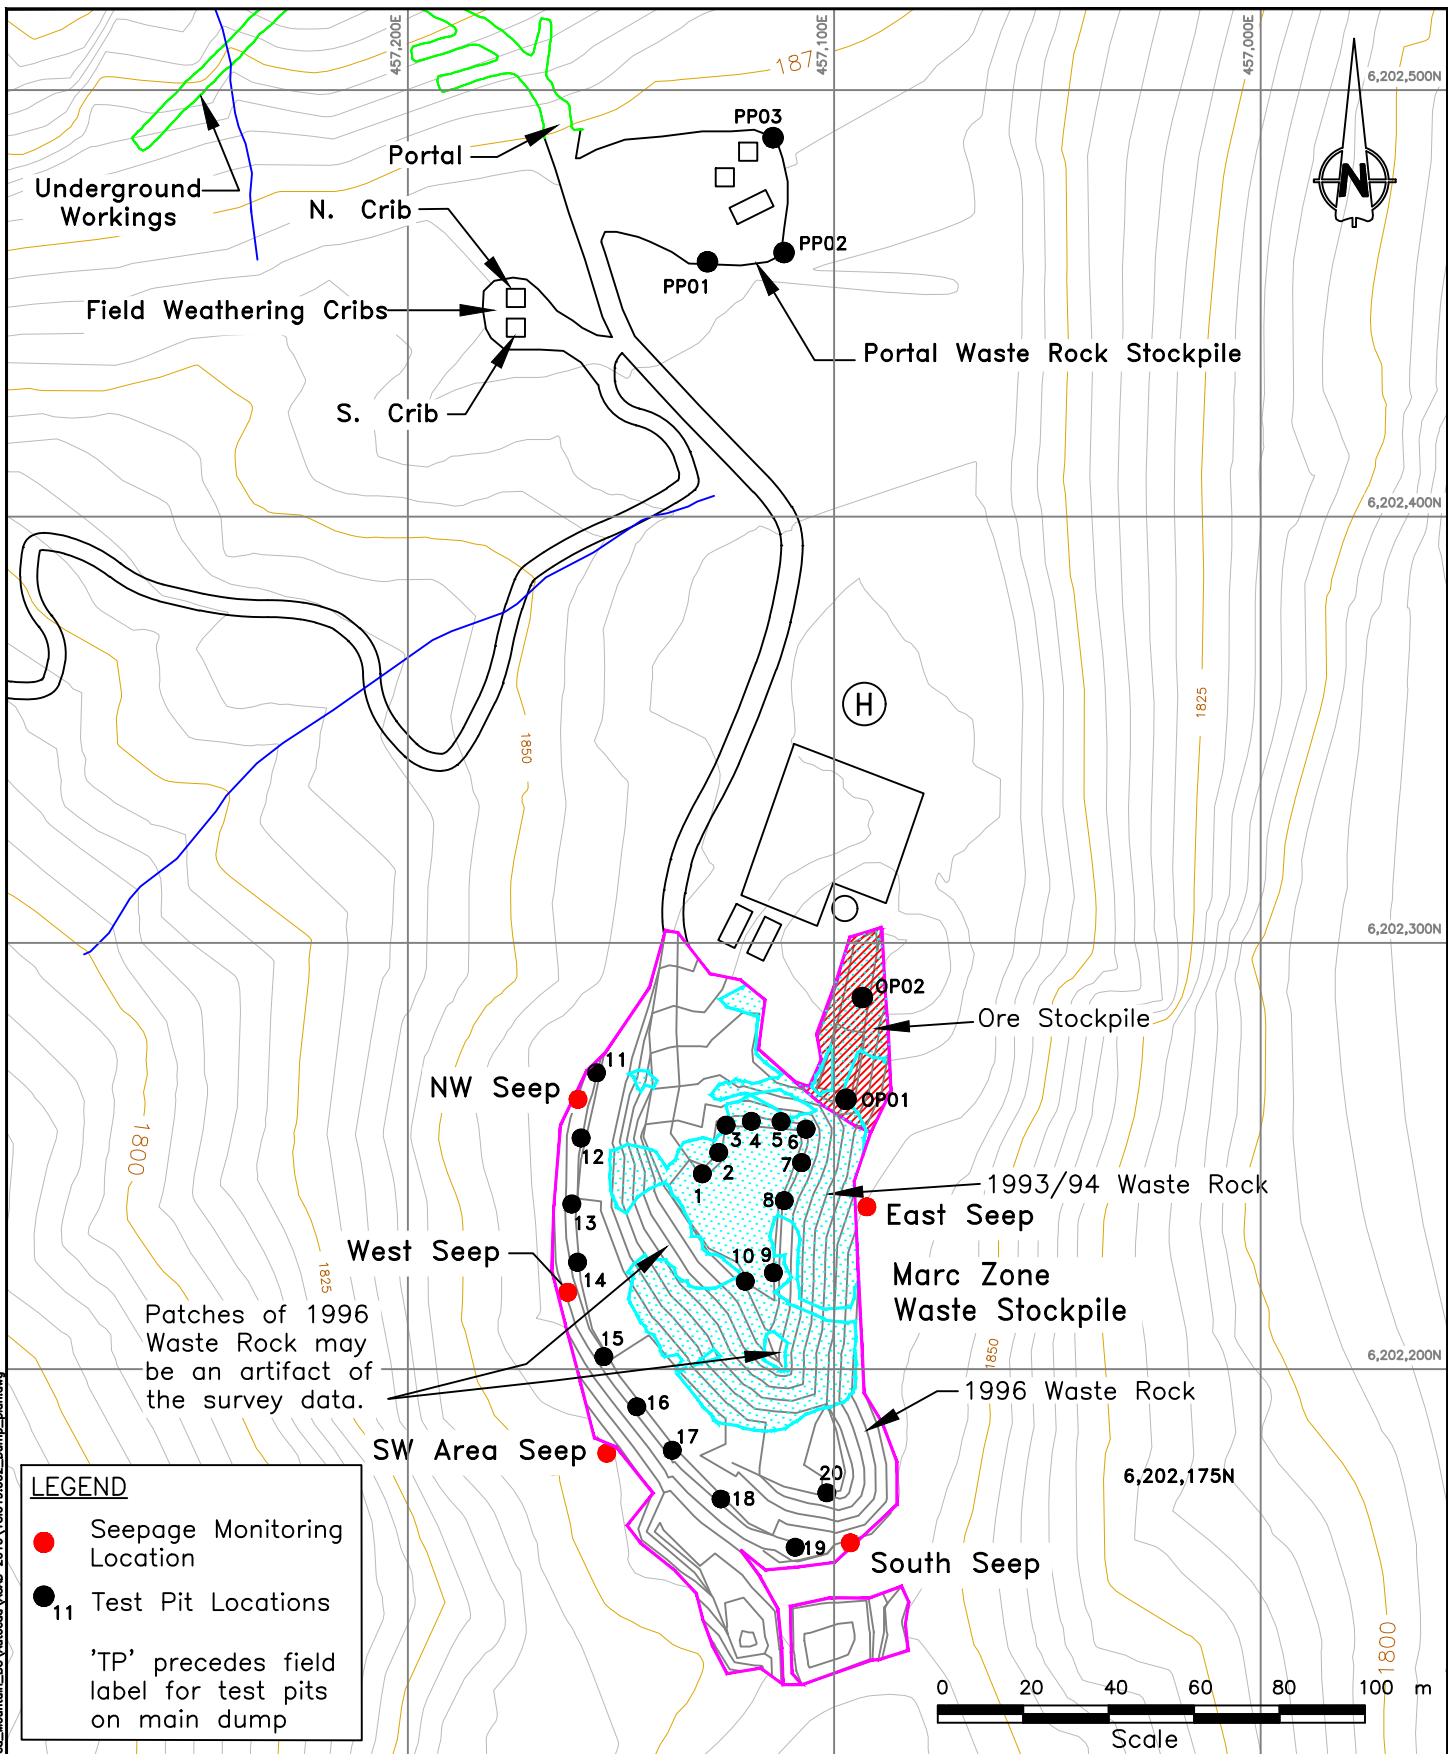 457,200E
457,100E
457,000E
187
6,202,500N
PP03
Portal
Underground
Workings
N. Crib
PP02
PP01
Field Weathering Cribs
Portal Waste Rock Stockpile
S. Crib
6,202,400N
N
H
1825
1850
6,202,300N
OP02
Ore Stockpile
11
NW Seep
OP01
1800
3 4 5 6
12
2
7
1
8
1993/94 Waste Rock
13
East Seep
West Seep
10 9
14
1825
Marc Zone
Waste Stockpile
Patches of 1996
Waste Rock may
be an artifact of
the survey data.
15
1850
6,202,200N
1996 Waste Rock
16
17
SW Area Seep
20
6,202,175N
18
19
South Seep
LEGEND
Seepage Monitoring
Location
11 Test Pit Locations
'TP' precedes field
label for test pits
on main dump
1800
0 20 40 60 80 100 m
Scale